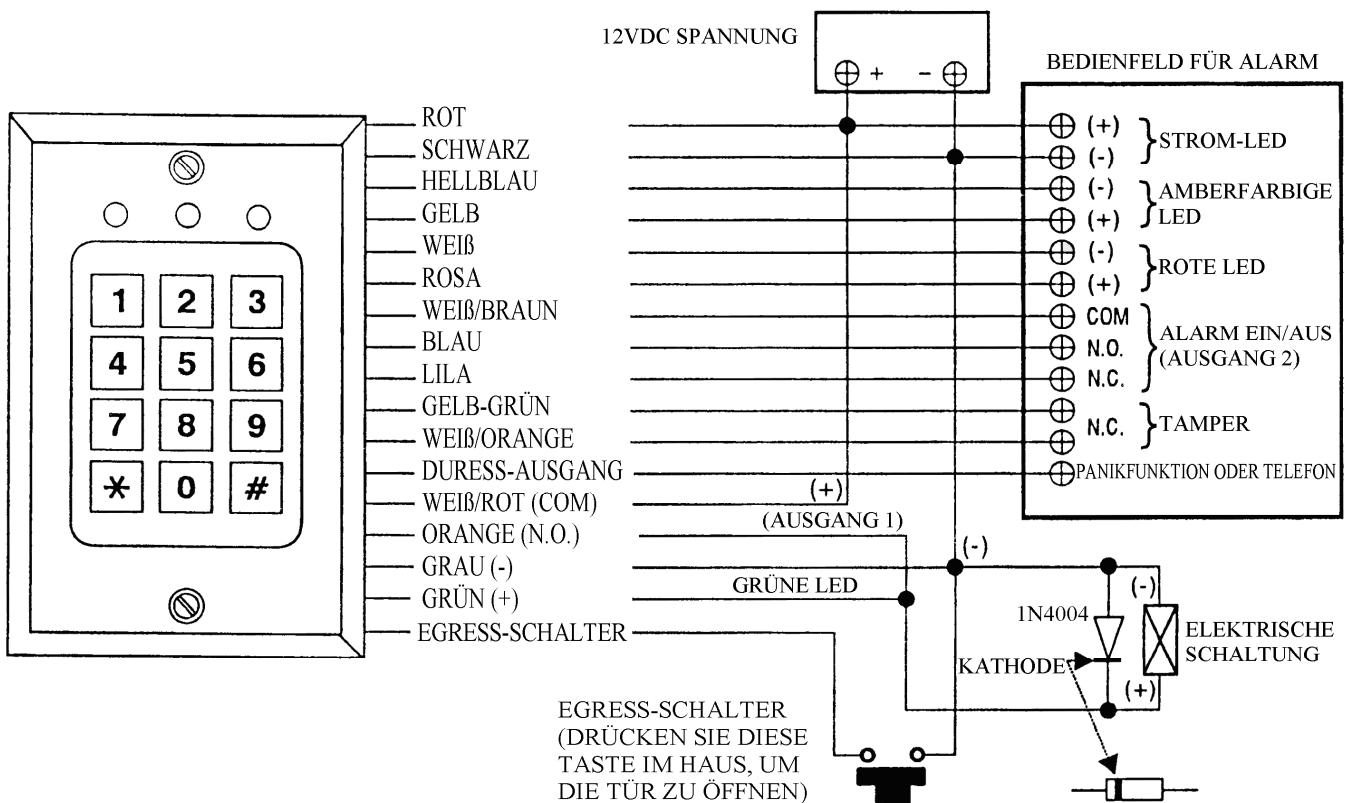 12VDC SPANNUNG
+ -
BEDIENFELD FÜR ALARM
ROT
SCHWARZ
HELLBLAU
GELB
WEIß
ROSA
WEIß/BRAUN
BLAU
LILA
GELB-GRÜN
WEIß/ORANGE
DURESS-AUSGANG
WEIß/ROT (COM)
ORANGE (N.O.)
GRAU (-)
GRÜN (+)
EGRESS-SCHALTER
1 2 3
4 5 6
7 8 9
* 0 #
(+)
(-)
STROM-LED
(-)
(+)
AMBERFARBIGE
LED
(-)
(+)
ROTE LED
COM
N.O.
N.C.
ALARM EIN/AUS
(AUSGANG 2)
N.C.
TAMPER
PANIKFUNKTION ODER TELEFON
(+)
(AUSGANG 1)
(-)
GRÜNE LED
1N4004
(-)
KATHODE
(+)
ELEKTRISCHE
SCHALTUNG
EGRESS-SCHALTER
(DRÜCKEN SIE DIESE
TASTE IM HAUS, UM
DIE TÜR ZU ÖFFNEN)